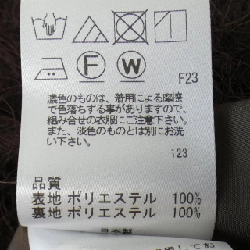 F W
F23
濃色のものは、着用による摩擦
で色落ちする事がありますので、
組み合せの衣服にご注意下さい。
また、淡色のものとは別にお洗
い下さい。
123
品質
表地 ポリエステル 100%
裏地 ポリエステル 100%